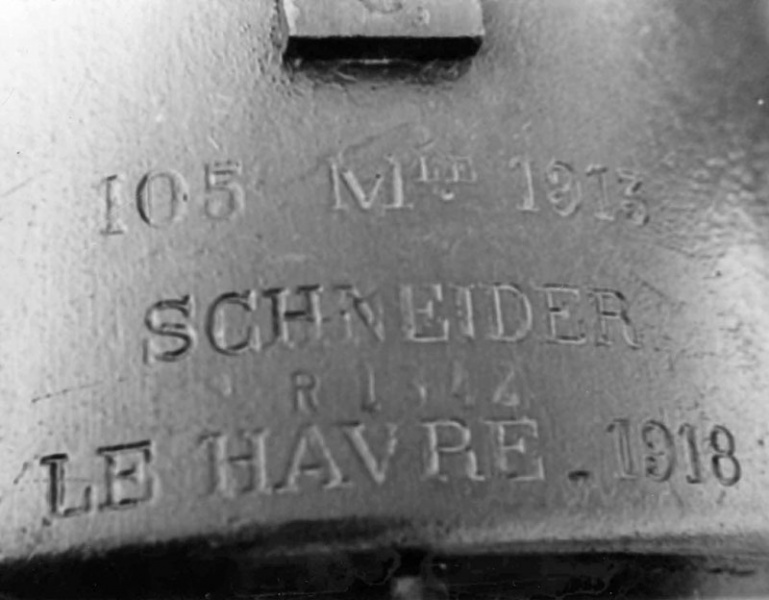 105 MLE 1913
SCHNEIDER
R
LE HAVRE - 1918